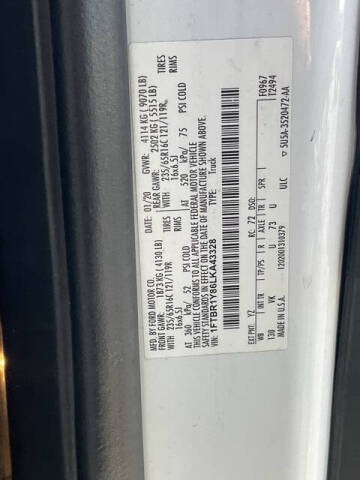 MFD. BY FORD MOTOR CO.
DATE: 01/20 GVWR: 4114 KG ( 9070 LB)
FRONT GAWR: 1873 KG ( 4130 LB) REAR GAWR: 2502 KG ( 5515 LB)
235/65R16C 121/119R WITH 235/65R16C 121/119R TIRES
16x6.5J 16x6.5J RIMS
AT 360 kPa/ 52 PSI COLD AT 520 kPa/ 75 PSI COLD
THIS VEHICLE CONFORMS TO ALL APPLICABLE FEDERAL MOTOR VEHICLE
SAFETY STANDARDS IN EFFECT ON THE DATE OF MANUFACTURE SHOWN ABOVE.
VIN: 1FTBR1Y86LKA43328 TYPE: Truck
EXT PNT: YZ RC: 72 DSO: F0967
12494
WB INT TR TP/PS R AXLE TR SPR
130 VK U 73 U ULC 5U5A-3520472-AA
MADE IN U.S.A.